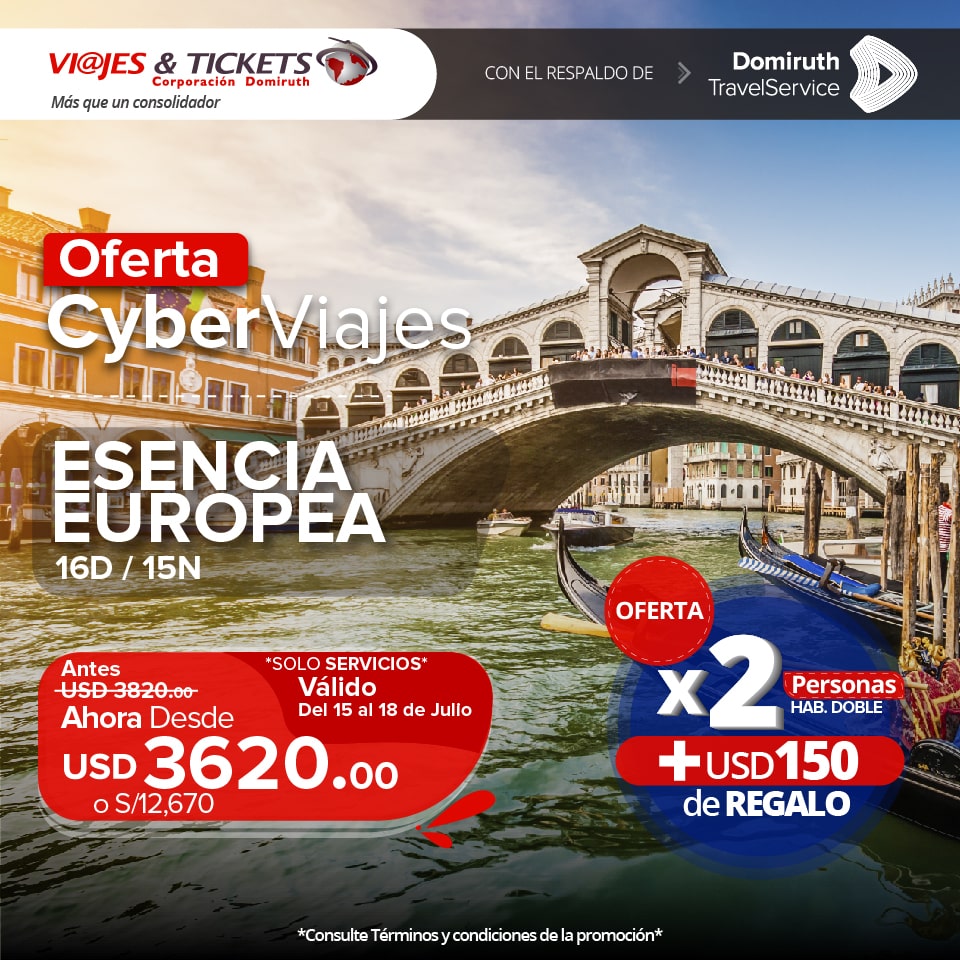 VI@JES & TICKETS
Corporación Domiruth
Más que un consolidador
CON EL RESPALDO DE
Domiruth
TravelService
Oferta
CyberViajes
ESENCIA
EUROPEA
16D / 15N
Antes
USD 3820.00
Ahora Desde
USD 3620.00
o S/12,670
*SOLO SERVICIOS*
Válido
Del 15 al 18 de Julio
OFERTA
x2
Personas
HAB. DOBLE
+USD150
de REGALO
*Consulte Términos y condiciones de la promoción*